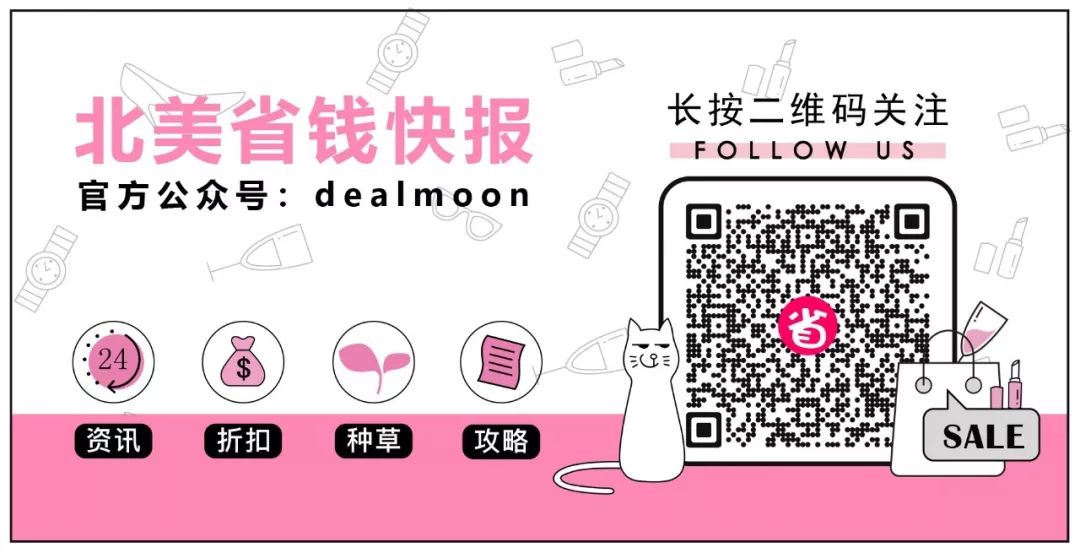 北美省钱快报
官方公众号：dealmoon
长按二维码关注
FOLLOW US
省
24
$
资讯
折扣
种草
攻略
SALE